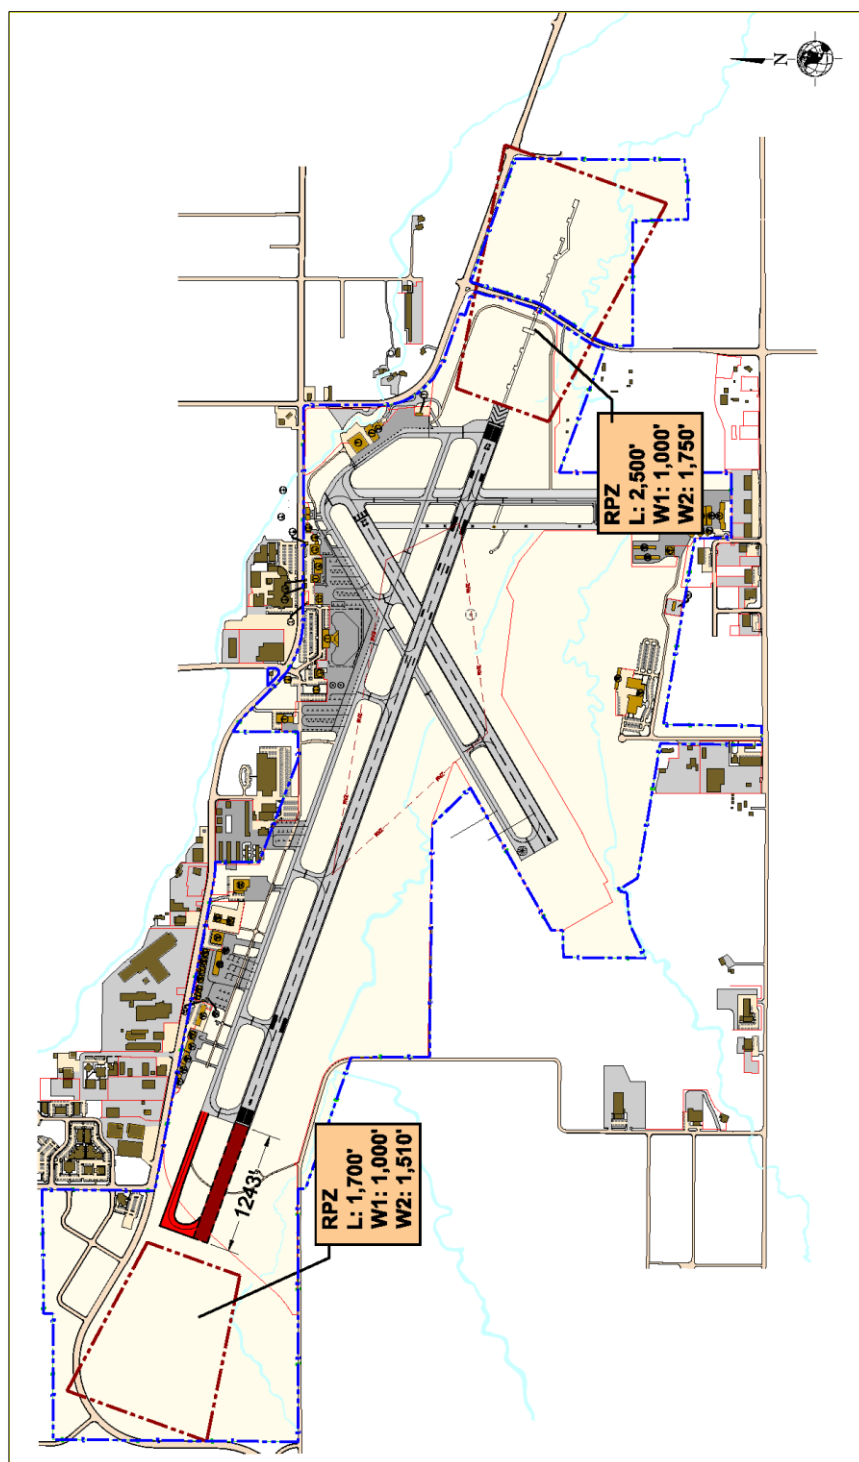 N
RPZ
L: 2,500'
W1: 1,000'
W2: 1,750'
P
1243'
RPZ
L: 1,700'
W1: 1,000'
W2: 1,510'